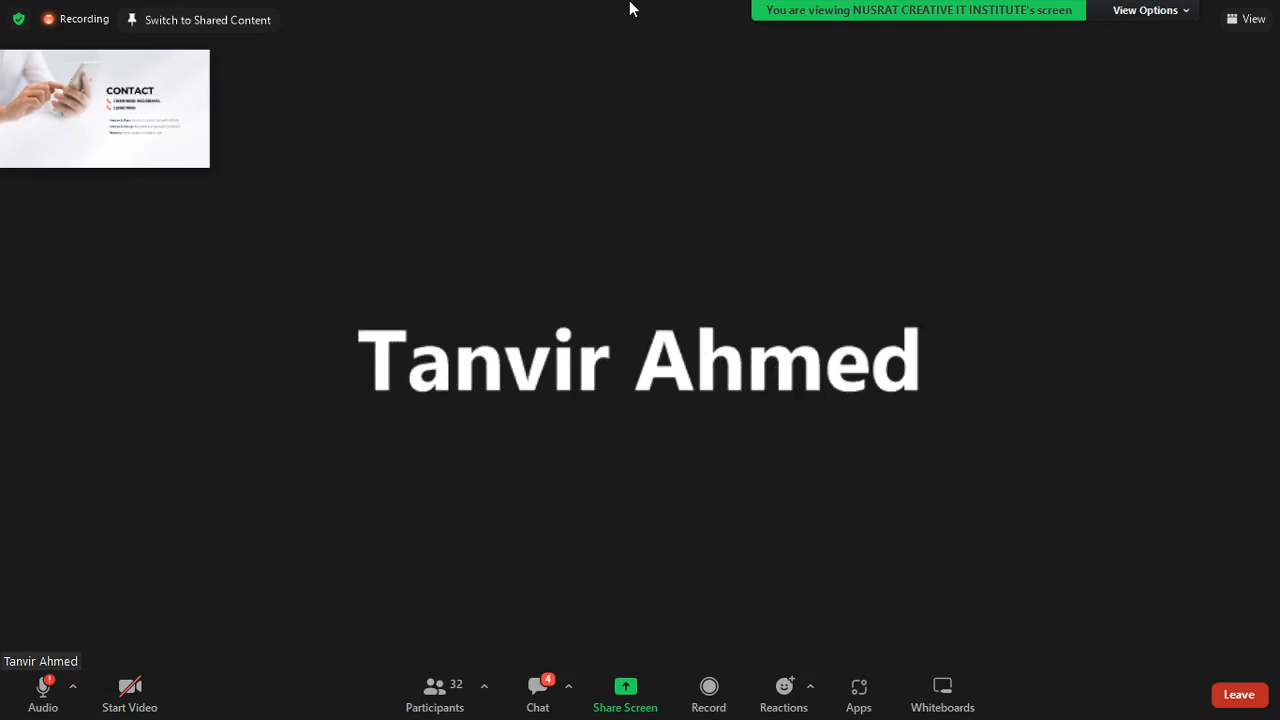 Recording
Switch to Shared Content
You are viewing NUSRAT CREATIVE IT INSTITUTE's screen
View Options
View
CONTACT
Tanvir Ahmed
Tanvir Ahmed
Audio
Start Video
Participants
32
Chat
4
Share Screen
Record
Reactions
Apps
Whiteboards
Leave